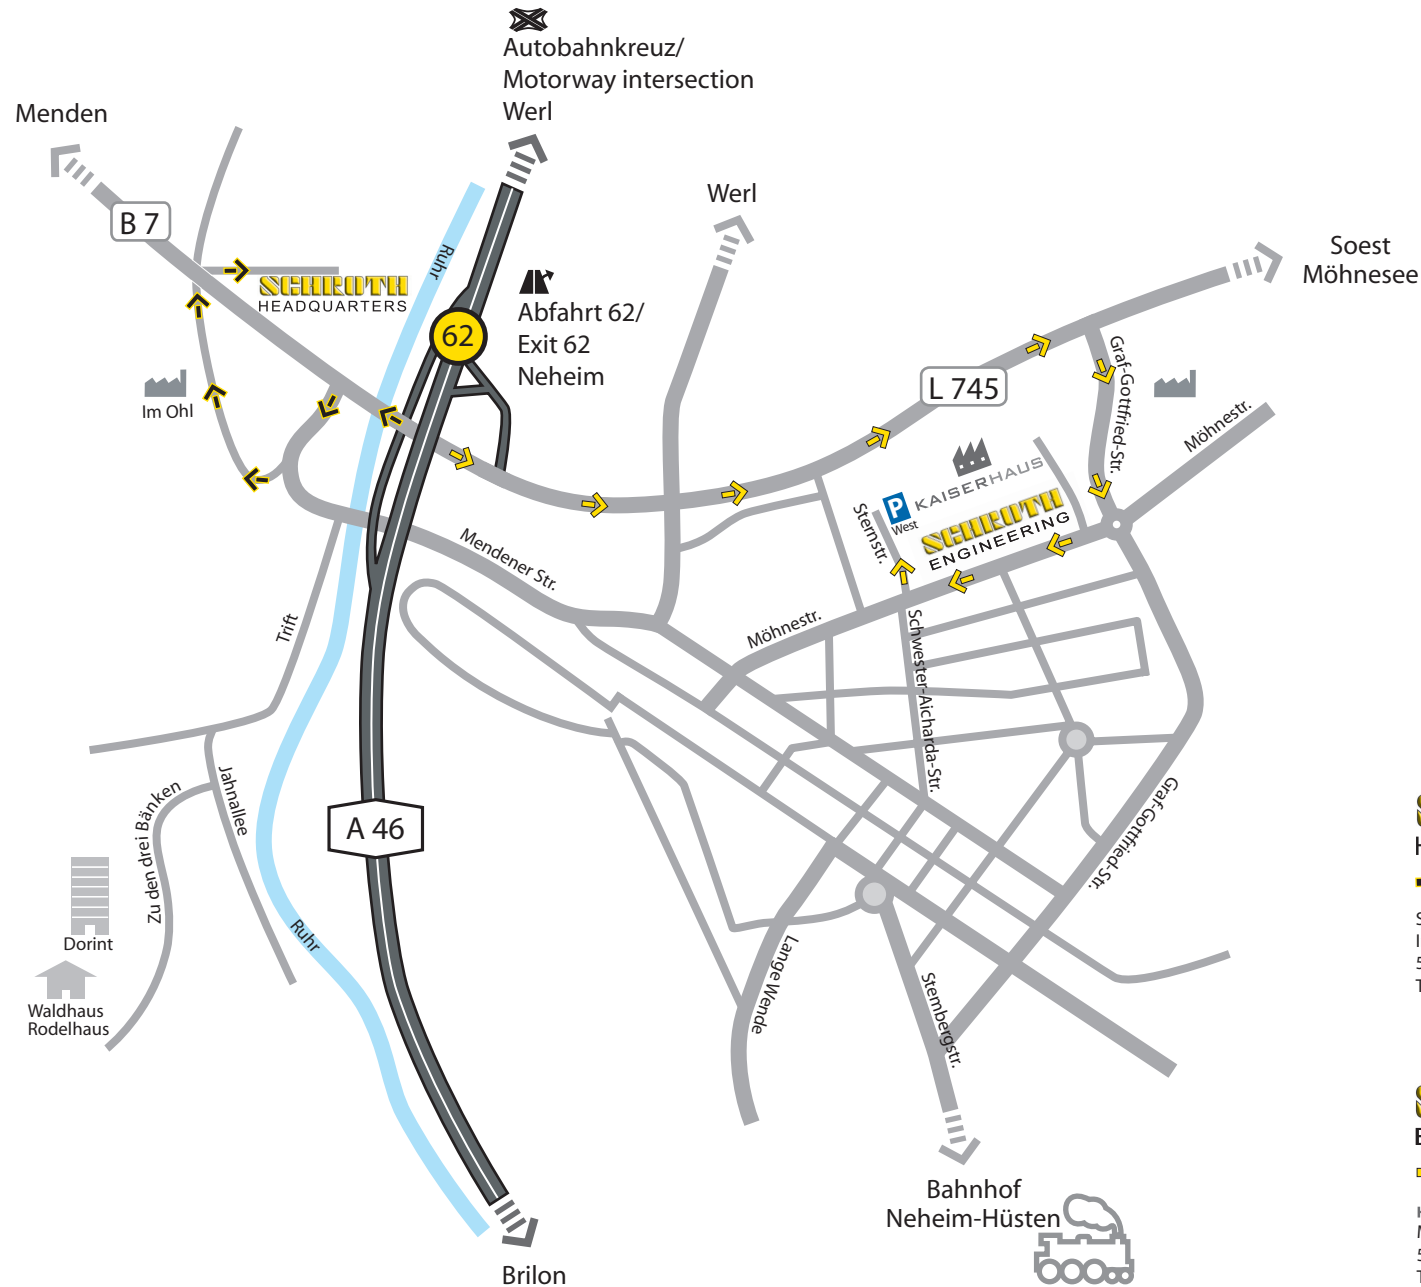 Autobahnkreuz/
Motorway intersection
Werl
Menden
B 7
Werl
Soest
Möhnesee
Ruhr
SCHROTH
HEADQUARTERS
Abfahrt 62/
Exit 62
Neheim
62
Im Ohl
L 745
Graf-Gottfried-Str.
Möhnestr.
KAISERHAUS
P
West
SCHROTH
ENGINEERING
Sternstr.
Mendener Str.
Trift
Möhnestr.
Schwester-Aicharda-Str.
Jahnallee
Zu den drei Bänken
A 46
Graf-Gottfried-Str.
Dorint
Waldhaus
Rodelhaus
Ruhr
Lange Wende
Stembergstr.
Bahnhof
Neheim-Hüsten
Brilon